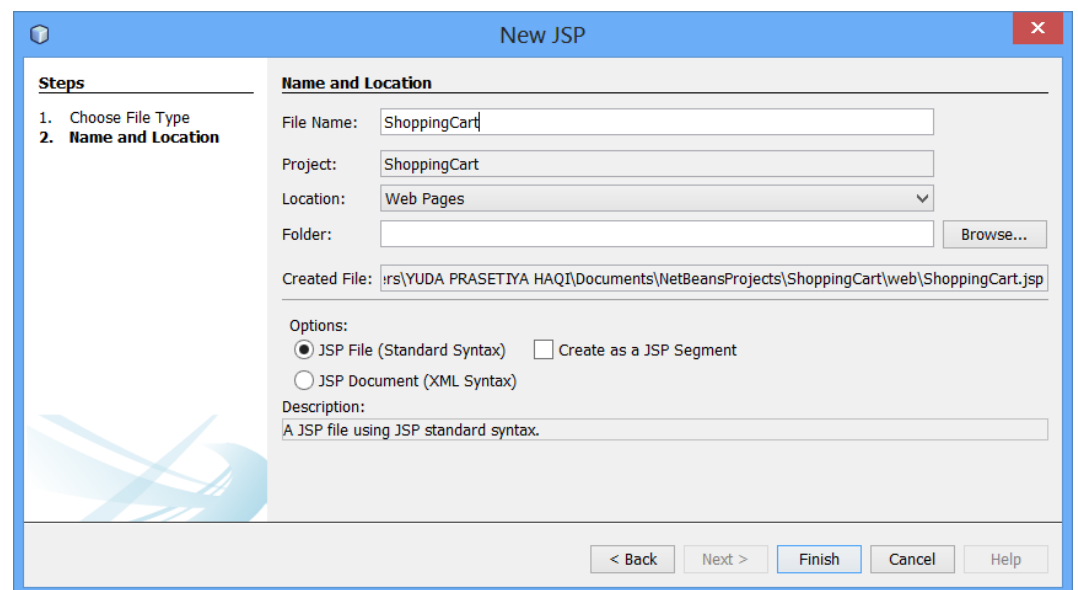 New JSP
x
Steps
1. Choose File Type
2. Name and Location
Name and Location
File Name: ShoppingCart
Project: ShoppingCart
Location: Web Pages
Folder: Browse...
Created File: ers\YUDA PRASETIYA HAQI\Documents\NetBeansProjects\ShoppingCart\web\ShoppingCart.jsp
Options:
JSP File (Standard Syntax) Create as a JSP Segment
JSP Document (XML Syntax)
Description:
A JSP file using JSP standard syntax.
< Back Next > Finish Cancel Help